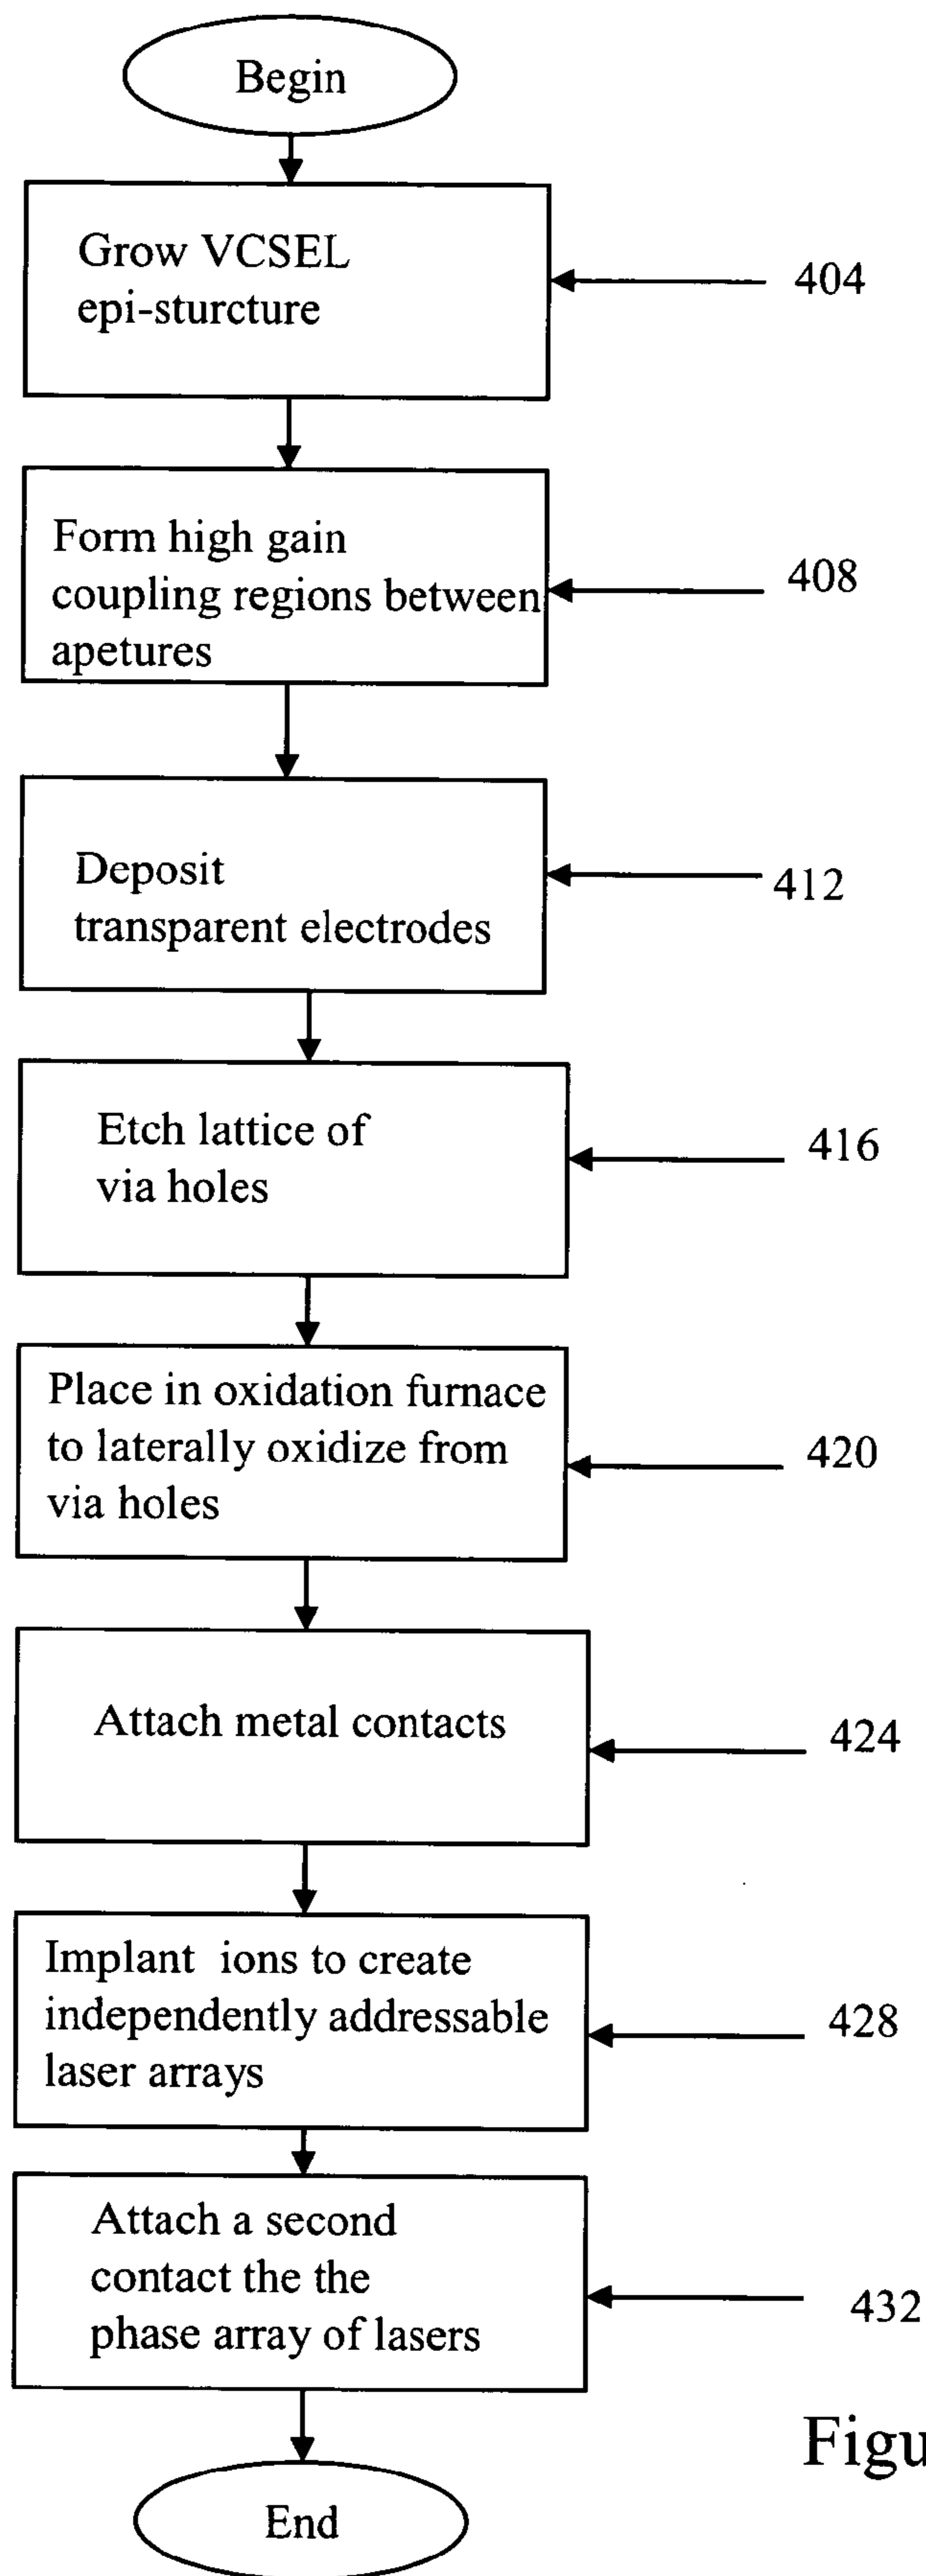 Begin
Grow VCSEL
epi-sturcture
404
Form high gain
coupling regions between
apetures
408
Deposit
transparent electrodes
412
Etch lattice of
via holes
416
Place in oxidation furnace
to laterally oxidize from
via holes
420
Attach metal contacts
424
Implant ions to create
independently addressable
laser arrays
428
Attach a second
contact the the
phase array of lasers
432
Figu
End